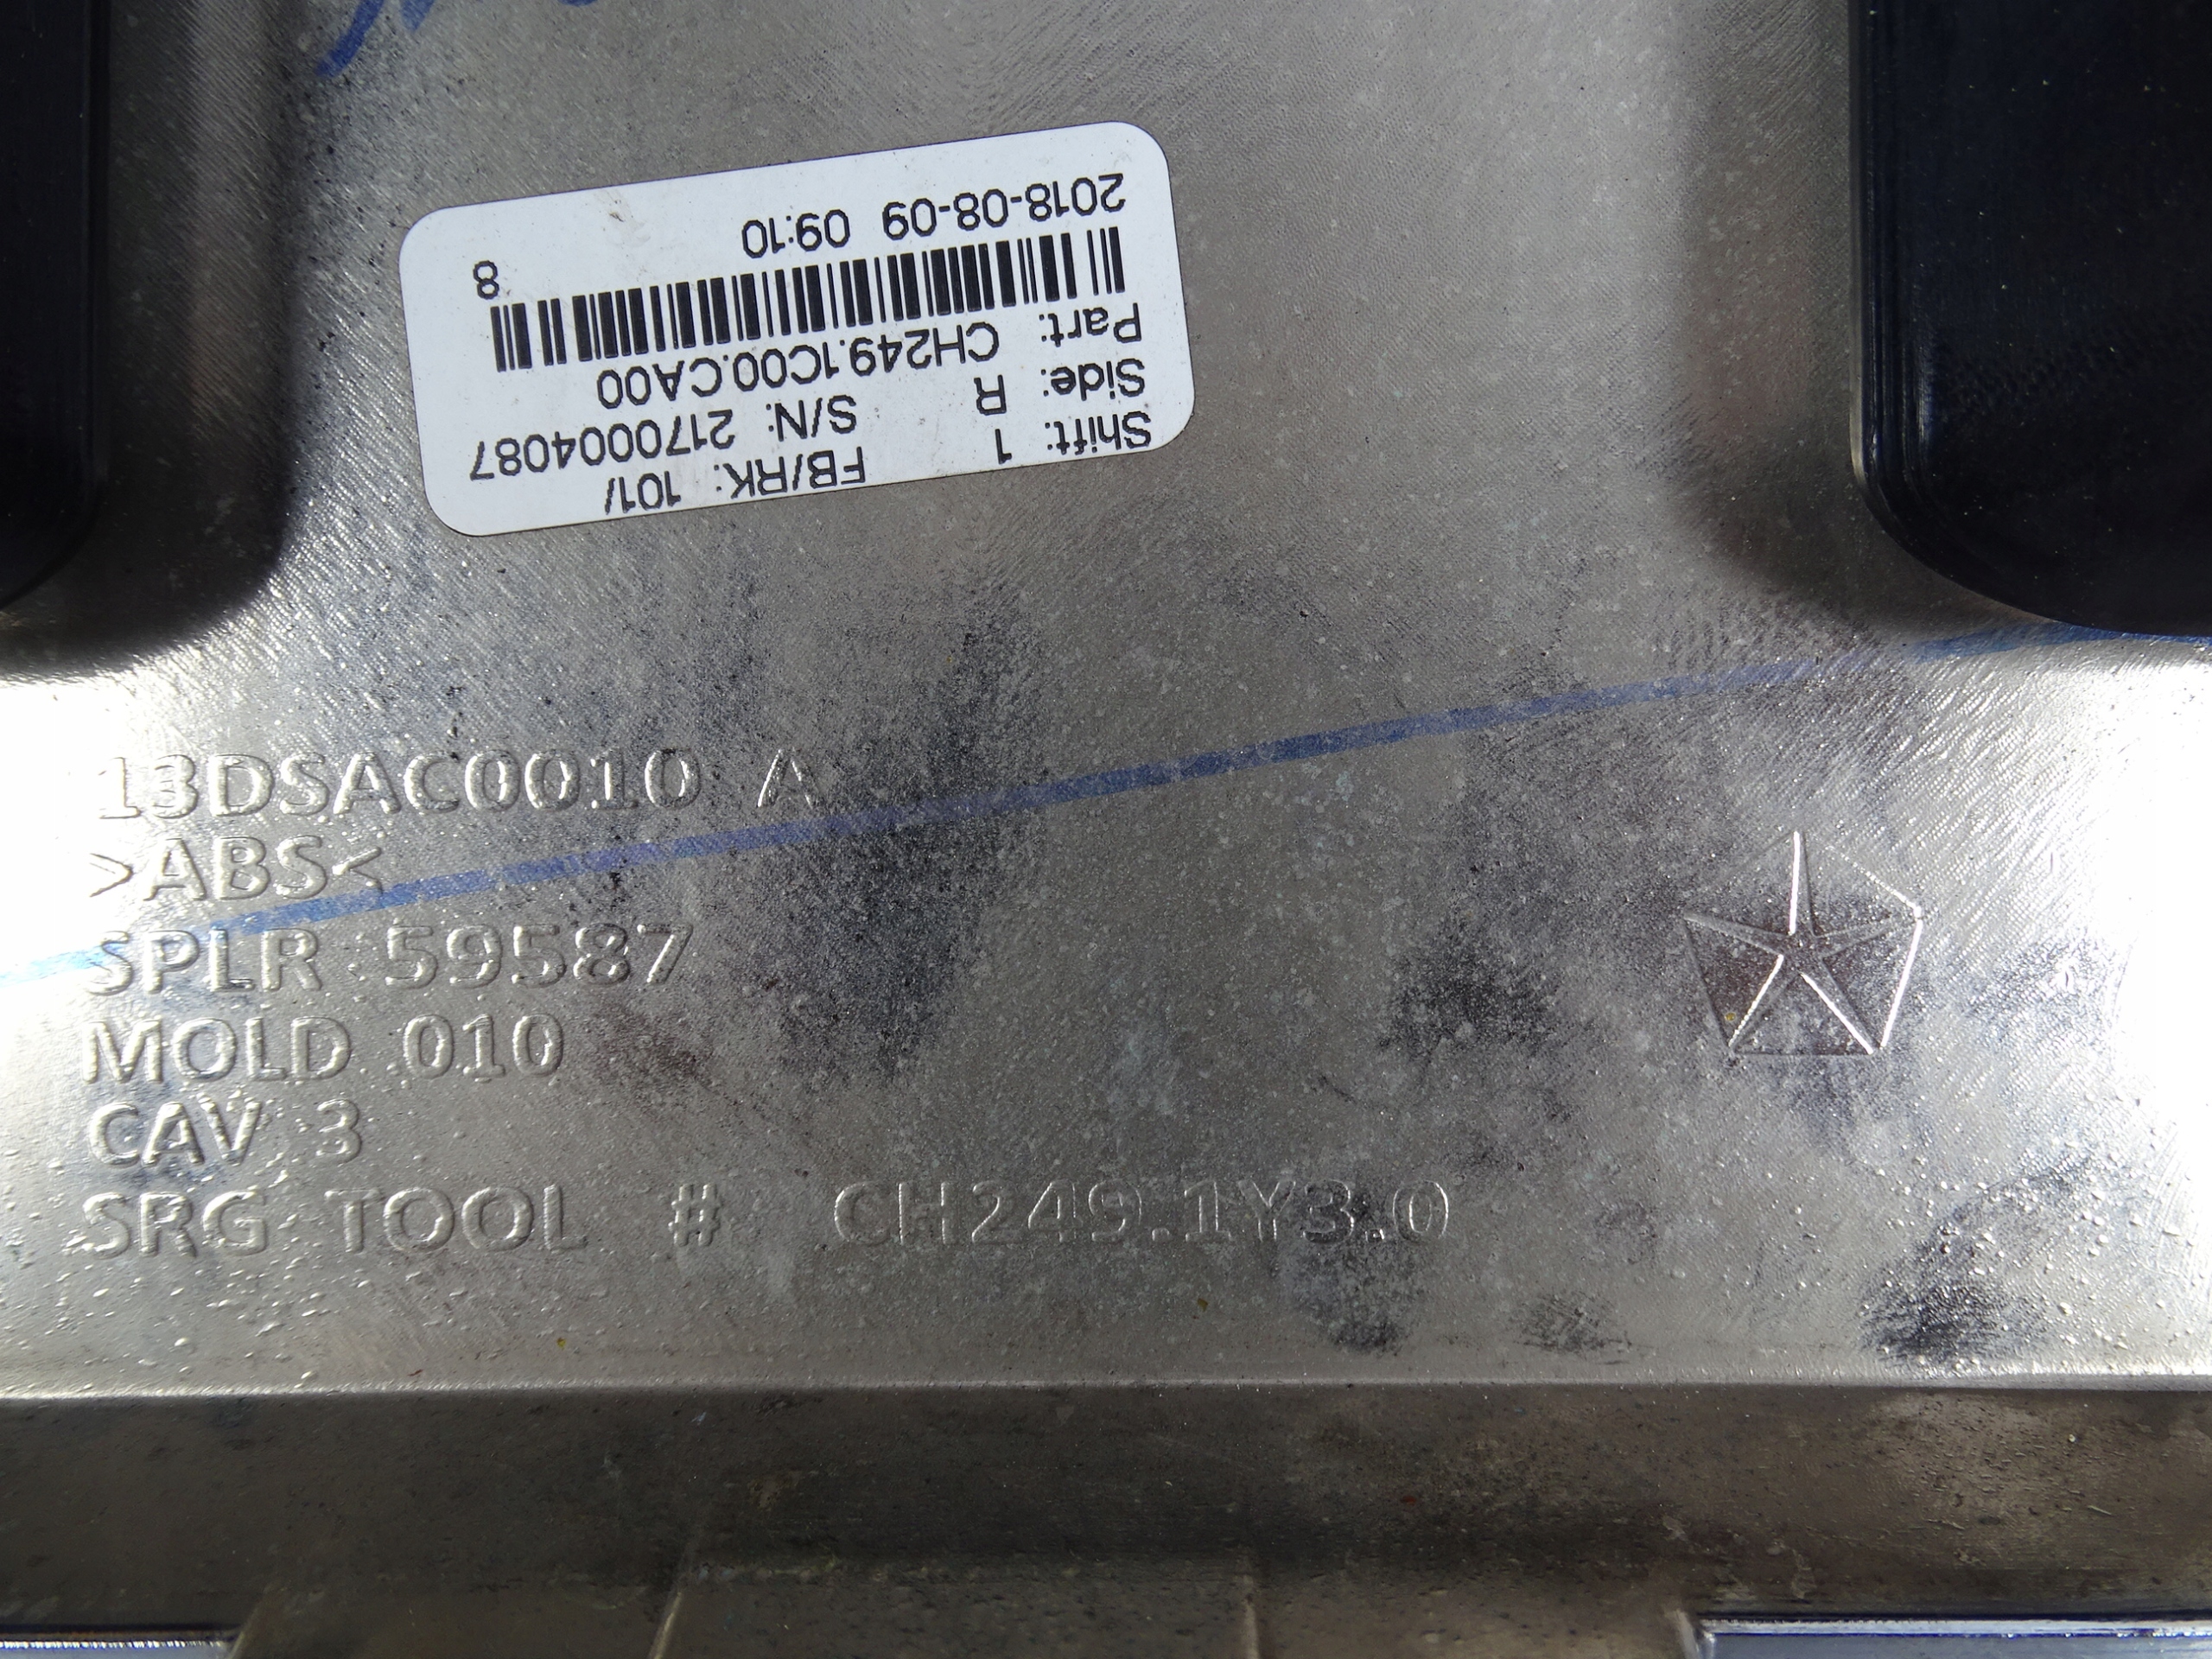 Shift: 1 FB/RK: 101/
Side: R S/N: 2170004087
Part: CH249.1C00.CA00
2018-08-09 09:10 8
13DSAC0010 A
>ABS<
SPLR 59587
MOLD 010
CAV 3
SRG TOOL # CH249.1Y3.0